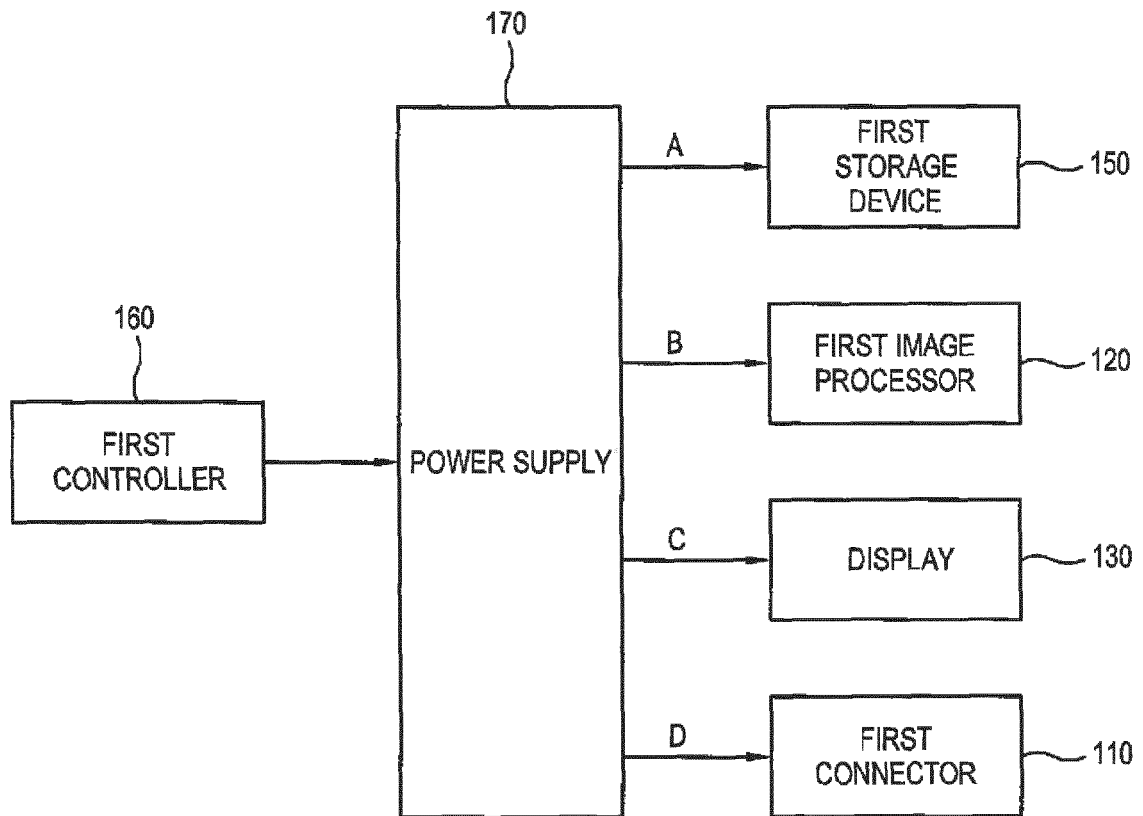 170
A
FIRST
STORAGE
DEVICE
150
160
B
FIRST IMAGE
PROCESSOR
120
FIRST
CONTROLLER
POWER SUPPLY
C
DISPLAY
130
D
FIRST
CONNECTOR
110